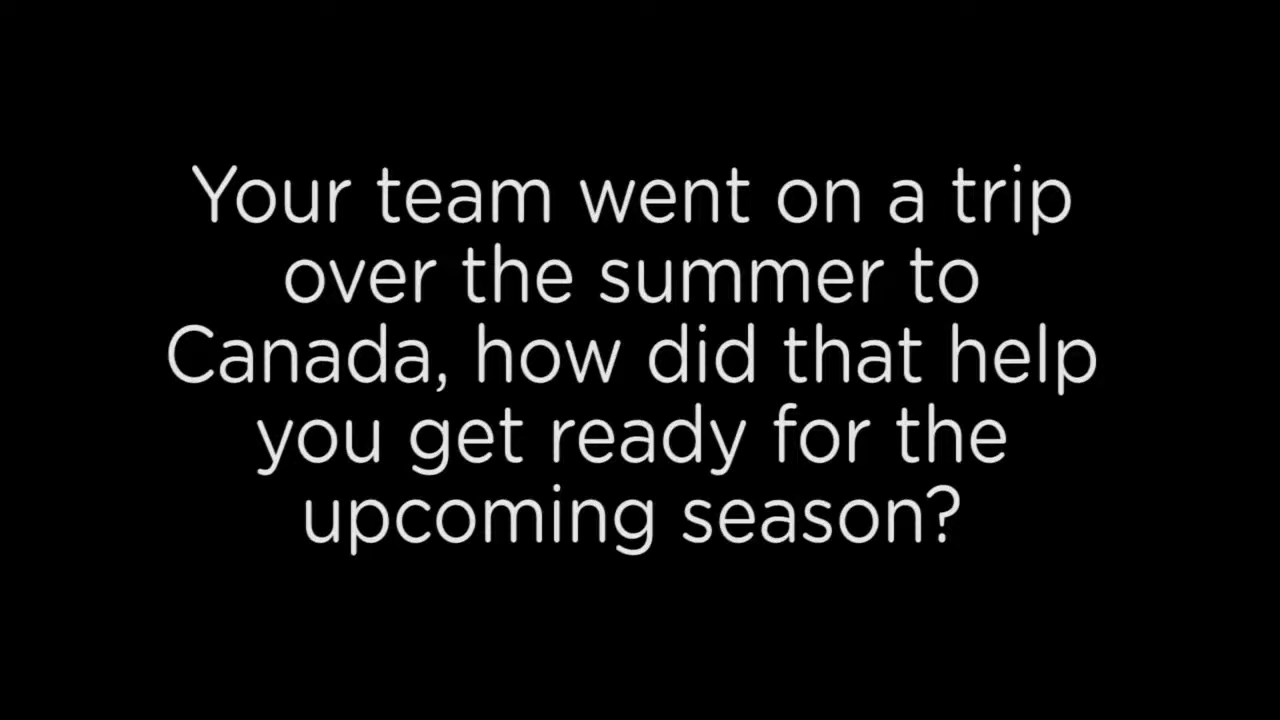 Your team went on a trip
over the summer to
Canada, how did that help
you get ready for the
upcoming season?